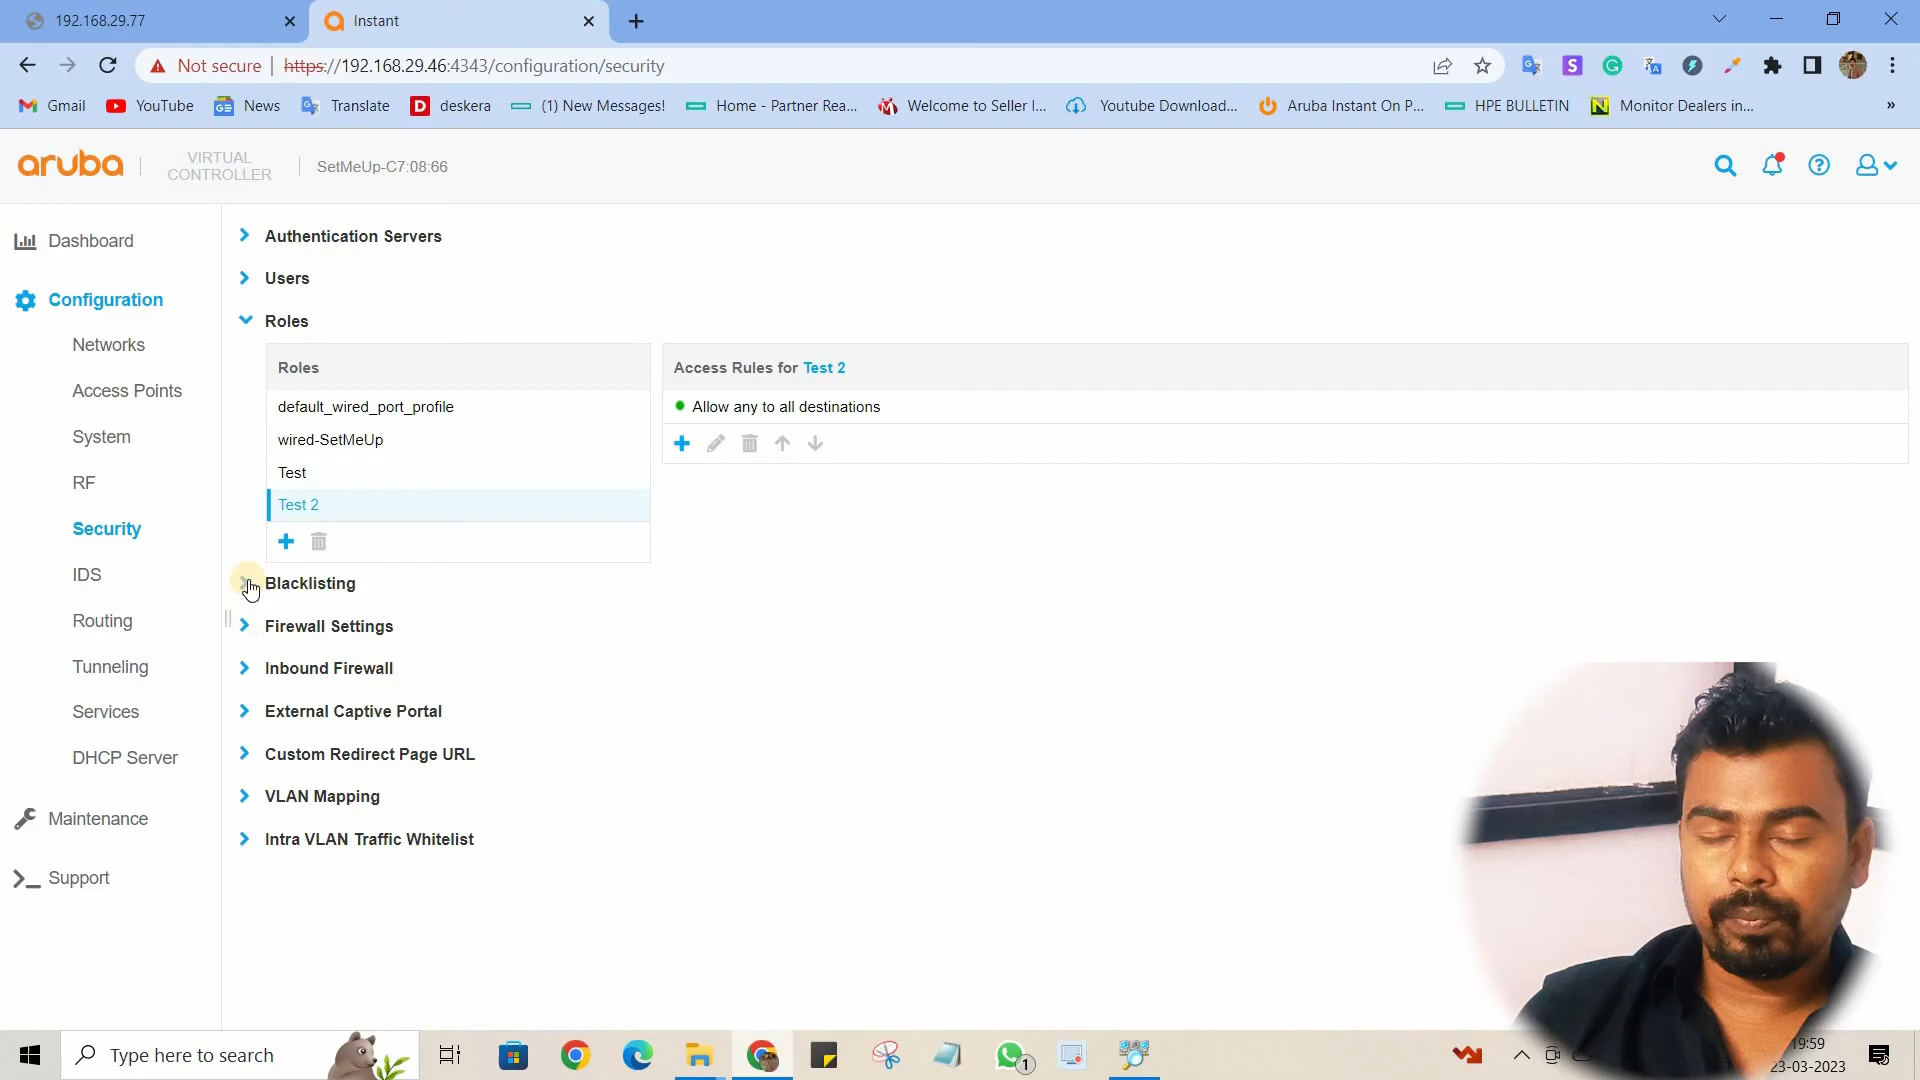 192.168.29.77
Instant
Not secure
https://192.168.29.46:4343/configuration/security
Gmail
YouTube
News
Translate
deskera
(1) New Messages!
Home - Partner Rea...
Welcome to Seller I...
Youtube Download...
Aruba Instant On P...
HPE BULLETIN
Monitor Dealers in...
»
aruba
VIRTUAL
CONTROLLER
SetMeUp-C7:08:66
Dashboard
Configuration
Networks
Access Points
System
RF
Security
IDS
Routing
Tunneling
Services
DHCP Server
Maintenance
Support
Authentication Servers
Users
Roles
Roles
default_wired_port_profile
wired-SetMeUp
Test
Test 2
Access Rules for Test 2
Allow any to all destinations
Blacklisting
Firewall Settings
Inbound Firewall
External Captive Portal
Custom Redirect Page URL
VLAN Mapping
Intra VLAN Traffic Whitelist
Type here to search
1
19:59
23-03-2023